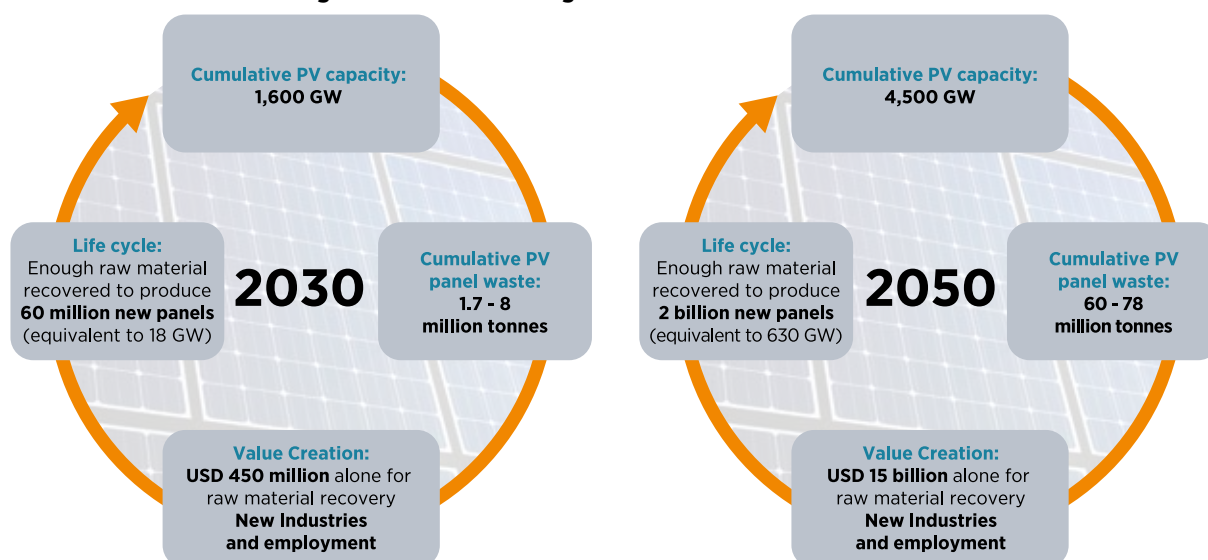 Cumulative PV capacity:
1,600 GW
Life cycle:
Enough raw material
recovered to produce
60 million new panels
(equivalent to 18 GW)
2030
Cumulative PV
panel waste:
1.7 - 8
million tonnes
Value Creation:
USD 450 million alone for
raw material recovery
New Industries
and employment
Cumulative PV capacity:
4,500 GW
Life cycle:
Enough raw material
recovered to produce
2 billion new panels
(equivalent to 630 GW)
2050
Cumulative PV
panel waste:
60 - 78
million tonnes
Value Creation:
USD 15 billion alone for
raw material recovery
New Industries
and employment